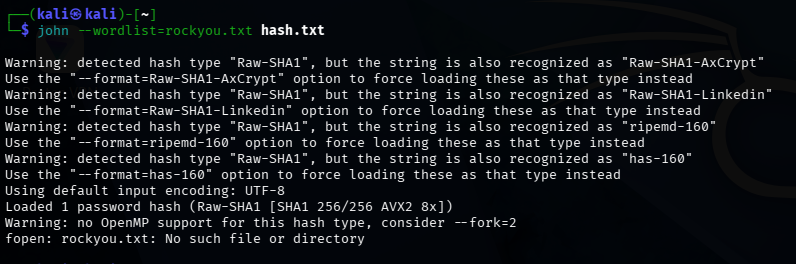 ┌──(kali㉿kali)-[~]
└─$ john --wordlist=rockyou.txt hash.txt
Warning: detected hash type "Raw-SHA1", but the string is also recognized as "Raw-SHA1-AxCrypt"
Use the "--format=Raw-SHA1-AxCrypt" option to force loading these as that type instead
Warning: detected hash type "Raw-SHA1", but the string is also recognized as "Raw-SHA1-Linkedin"
Use the "--format=Raw-SHA1-Linkedin" option to force loading these as that type instead
Warning: detected hash type "Raw-SHA1", but the string is also recognized as "ripemd-160"
Use the "--format=ripemd-160" option to force loading these as that type instead
Warning: detected hash type "Raw-SHA1", but the string is also recognized as "has-160"
Use the "--format=has-160" option to force loading these as that type instead
Using default input encoding: UTF-8
Loaded 1 password hash (Raw-SHA1 [SHA1 256/256 AVX2 8x])
Warning: no OpenMP support for this hash type, consider --fork=2
fopen: rockyou.txt: No such file or directory